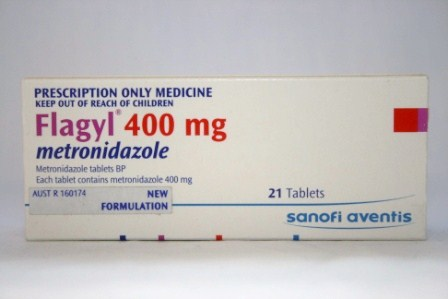 PRESCRIPTION ONLY MEDICINE
KEEP OUT OF REACH OF CHILDREN
Flagyl® 400 mg
metronidazole
Metronidazole tablets BP
Each tablet contains metronidazole 400 mg
AUST R 160174
NEW
FORMULATION
21 Tablets
sanofi aventis